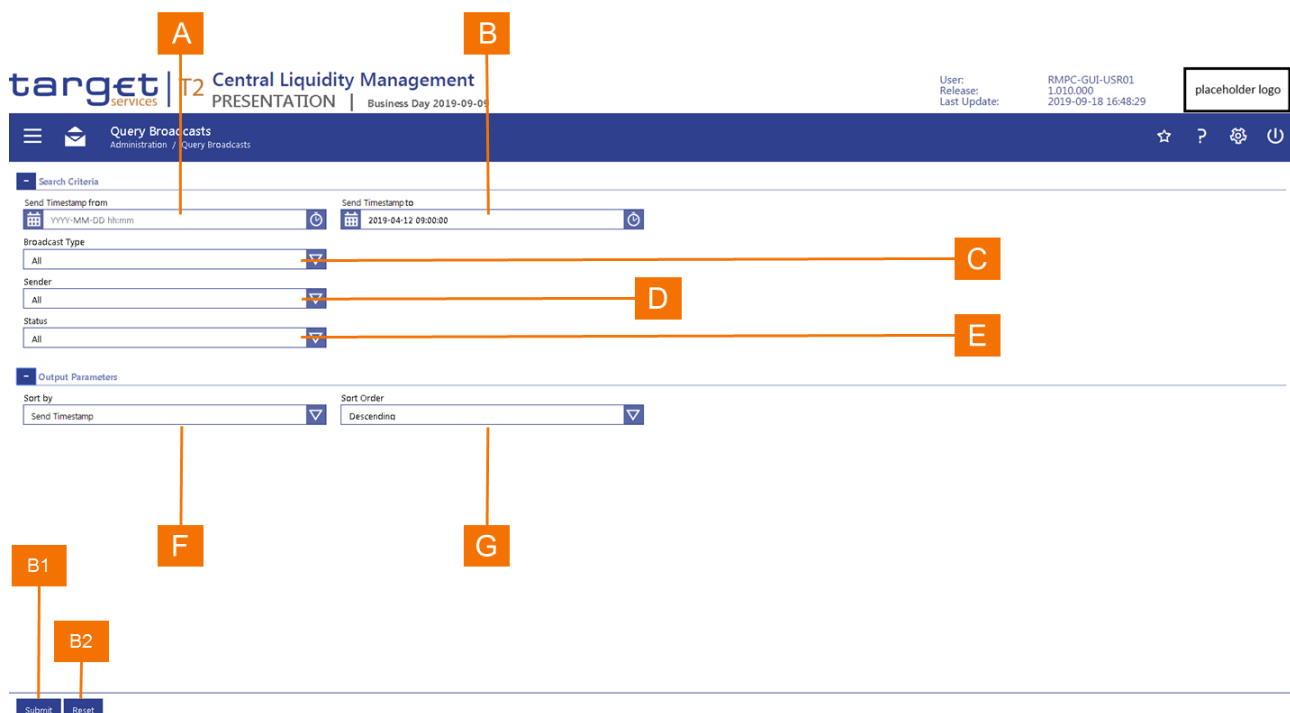 A
B
target services | T2 Central Liquidity Management
PRESENTATION | Business Day 2019-09-09
User: RMPC-GUI-USR01
Release: 1.010.000
Last Update: 2019-09-18 16:48:29
placeholder logo
Query Broadcasts
Administration / Query Broadcasts
?
- Search Criteria
Send Timestamp from
Send Timestamp to
YYYY-MM-DD hh:mm
2019-04-12 09:00:00
Broadcast Type
All
C
Sender
All
D
Status
All
E
- Output Parameters
Sort by
Sort Order
Send Timestamp
Descending
F
G
B1
B2
Submit
Reset